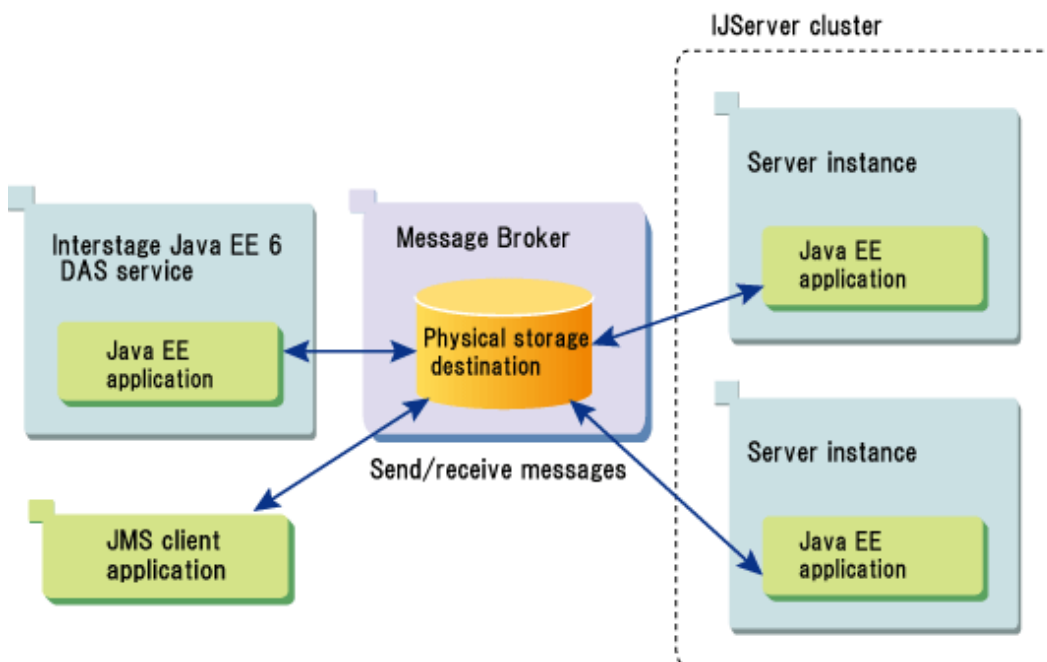 IJServer cluster
Server instance
Java EE
application
Interstage Java EE 6
DAS service
Java EE
application
Message Broker
Physical storage
destination
Send/receive messages
JMS client
application
Server instance
Java EE
application